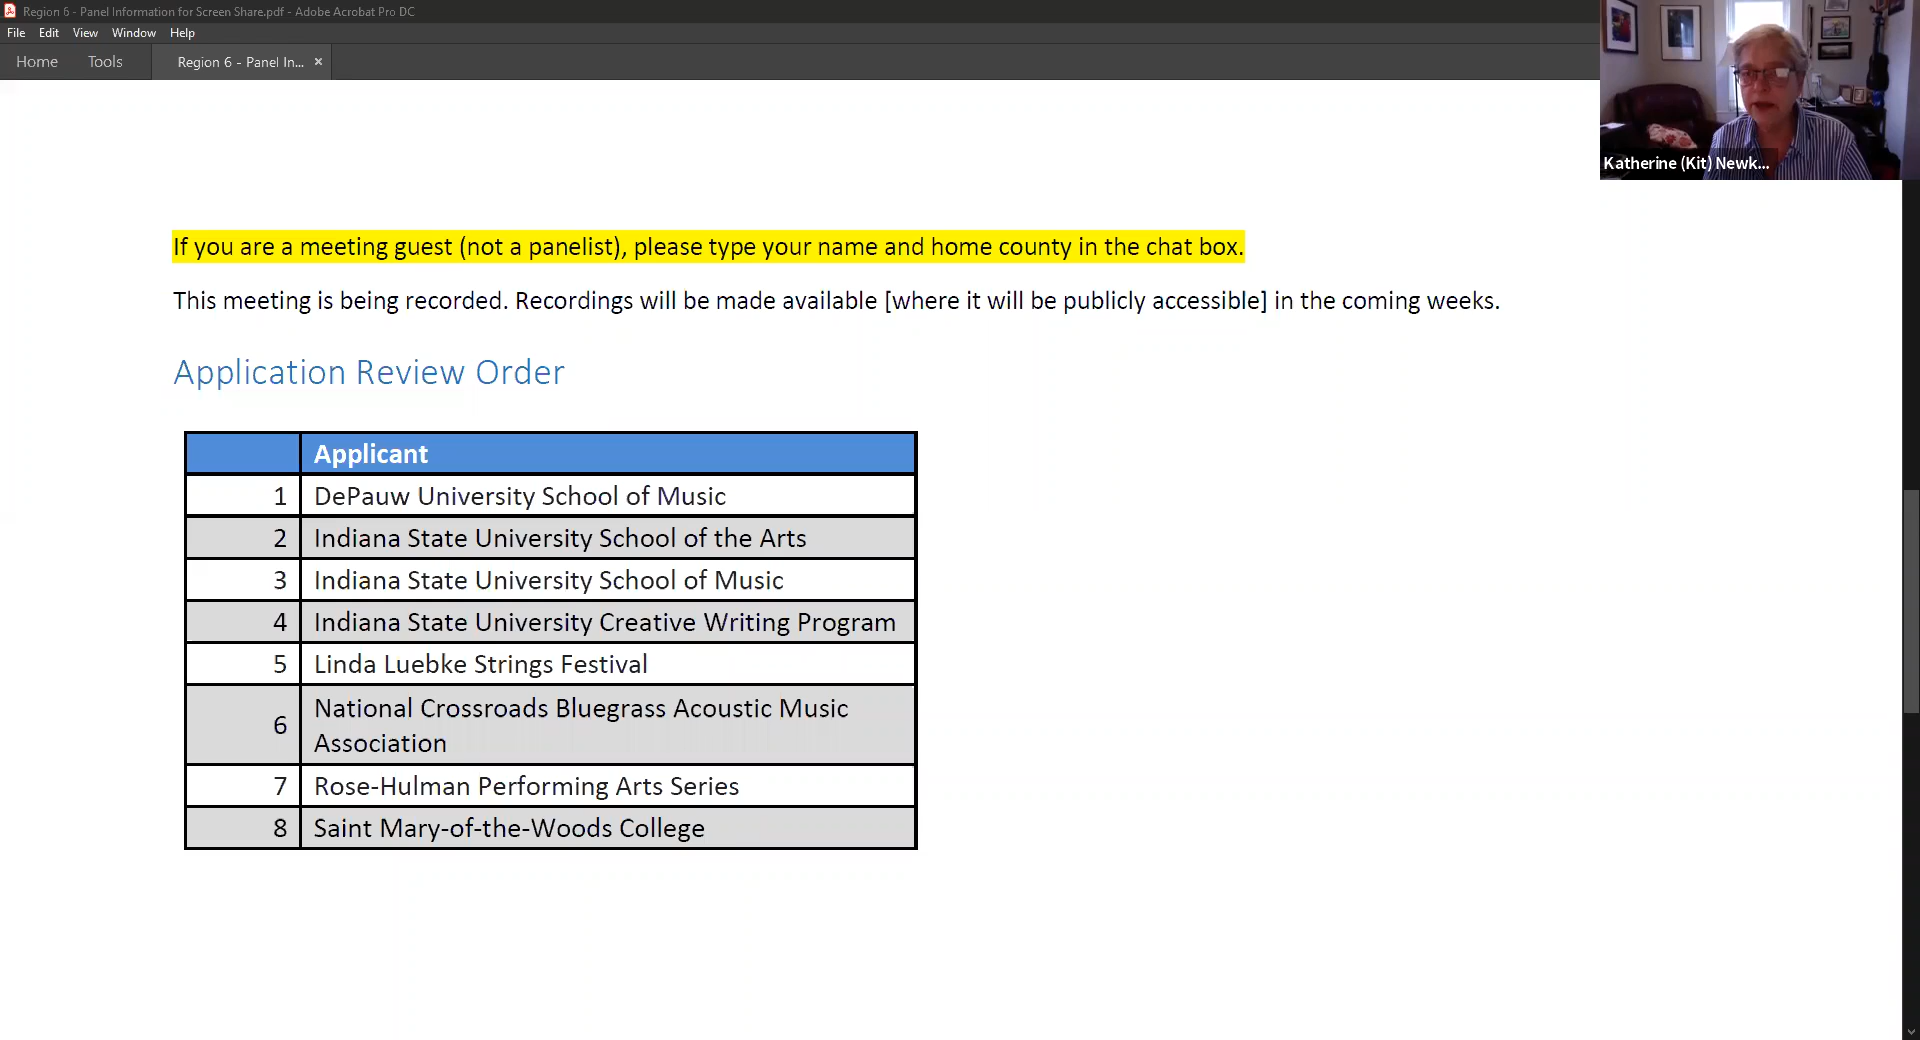 Region 6 - Panel Information for Screen Share.pdf - Adobe Acrobat Pro DC
File Edit View Window Help
Home Tools Region 6 - Panel In... ×
Katherine (Kit) Newk...
If you are a meeting guest (not a panelist), please type your name and home county in the chat box.
This meeting is being recorded. Recordings will be made available [where it will be publicly accessible] in the coming weeks.
Application Review Order
Applicant
1 DePauw University School of Music
2 Indiana State University School of the Arts
3 Indiana State University School of Music
4 Indiana State University Creative Writing Program
5 Linda Luebke Strings Festival
6 National Crossroads Bluegrass Acoustic Music
Association
7 Rose-Hulman Performing Arts Series
8 Saint Mary-of-the-Woods College